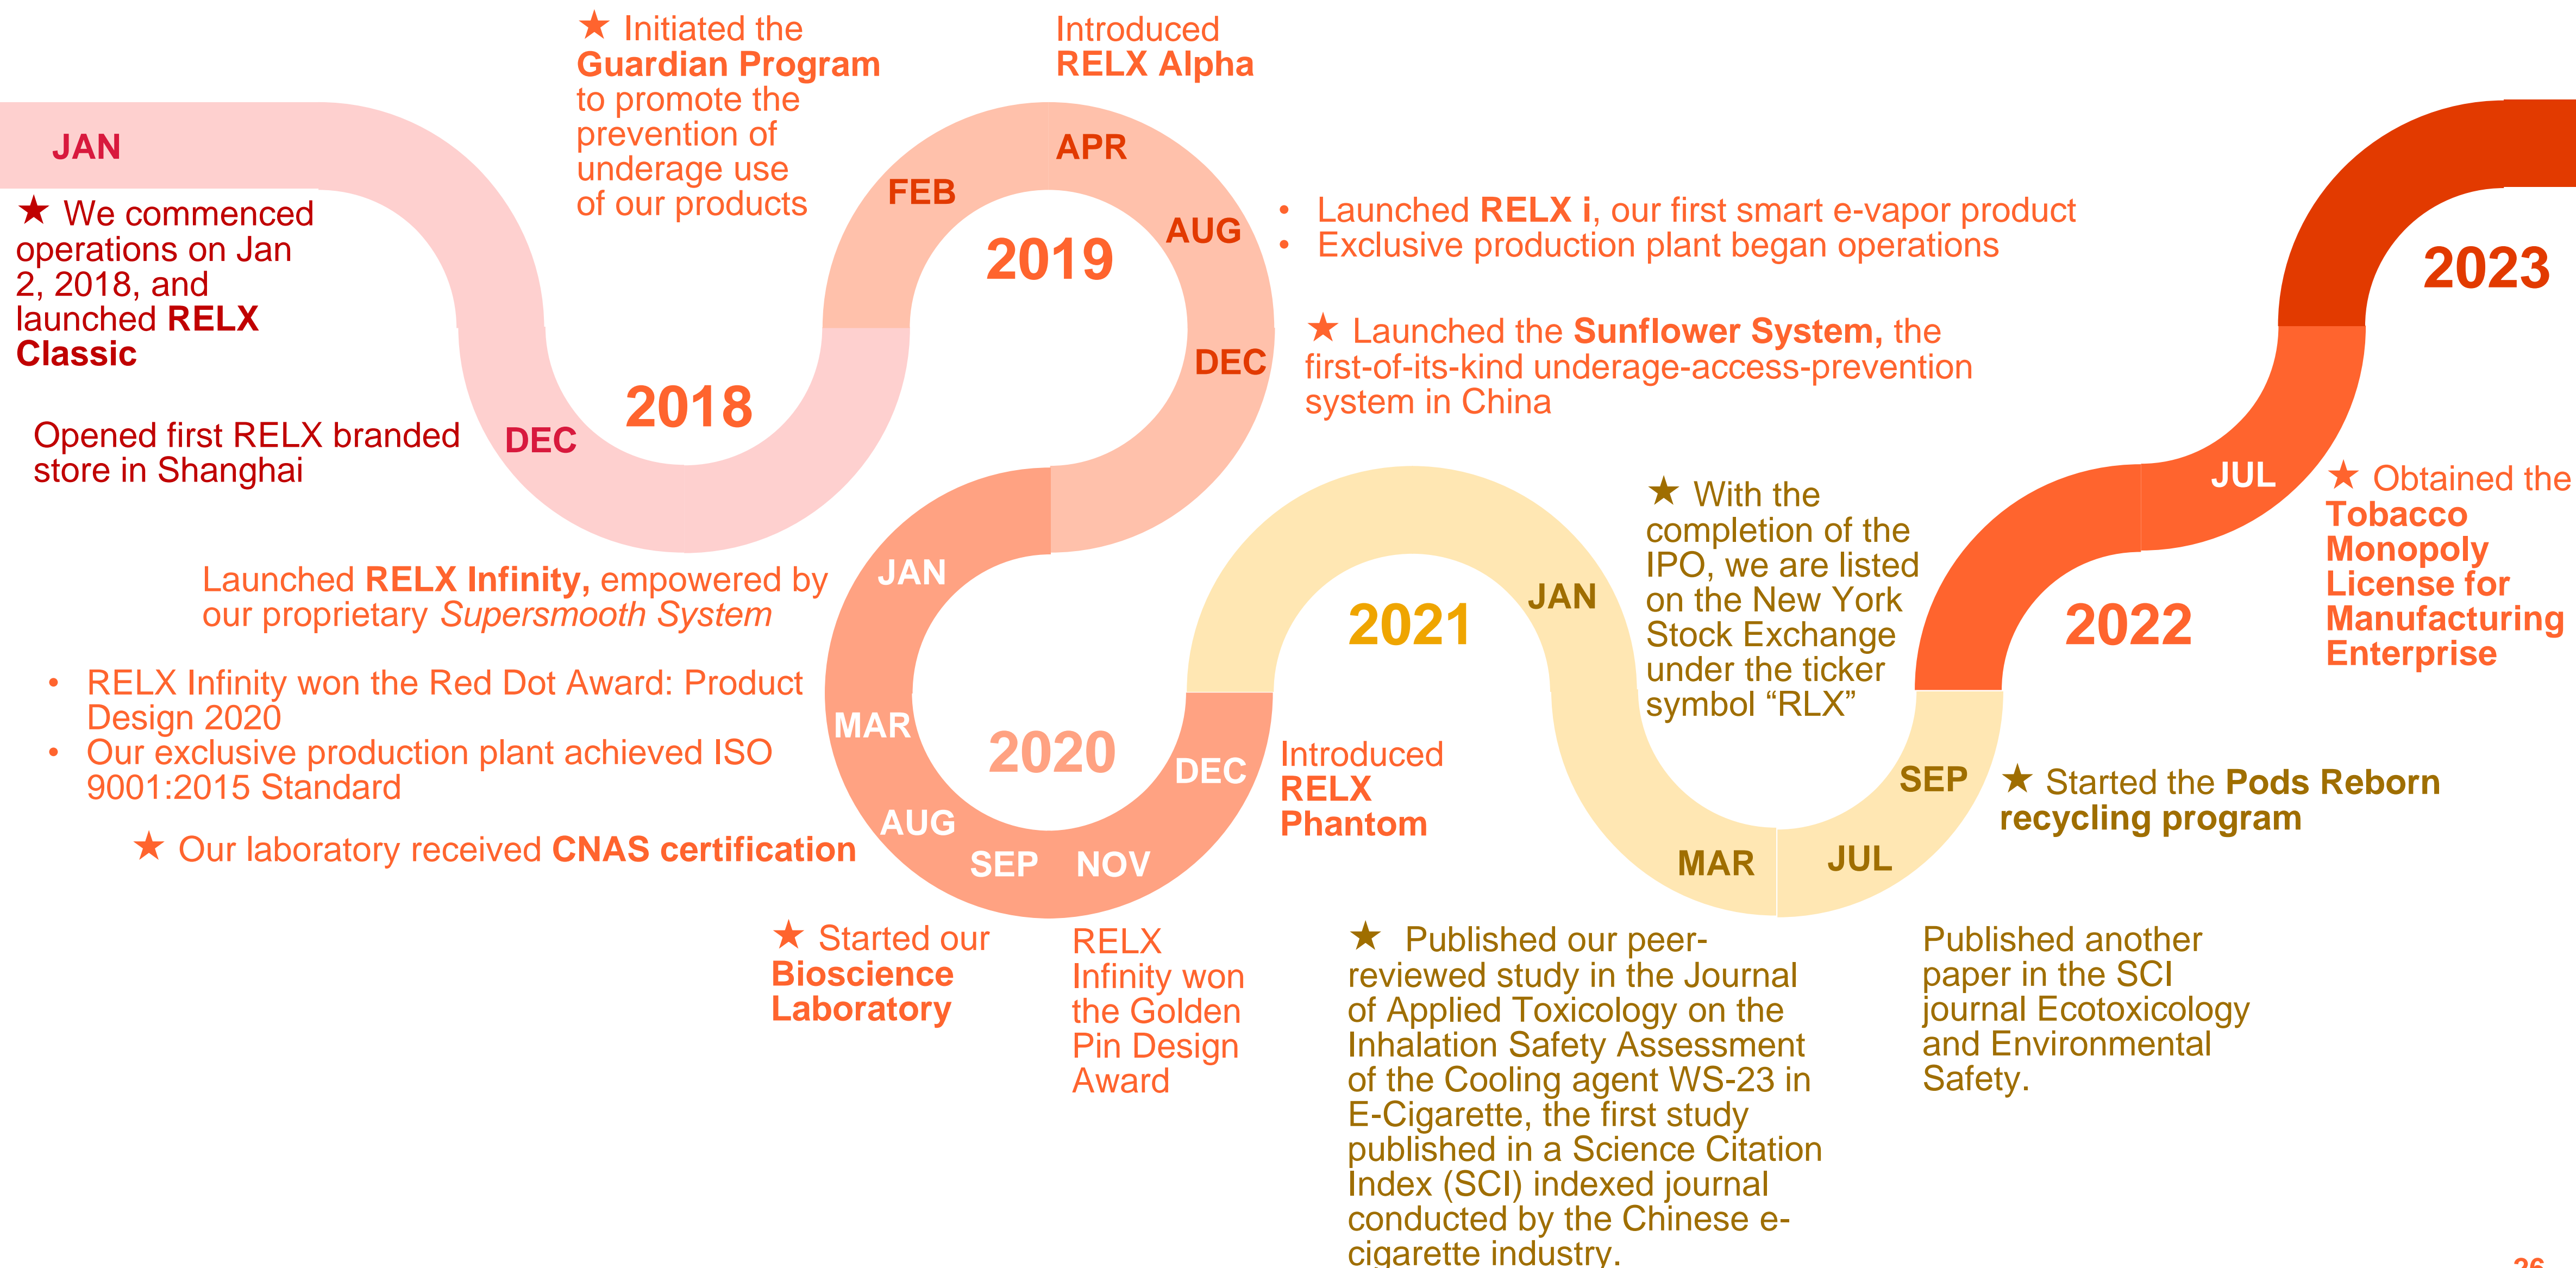 JAN
★ We commenced
operations on Jan
2, 2018, and
launched RELX
Classic
Opened first RELX branded
store in Shanghai
DEC
2018
★ Initiated the
Guardian Program
to promote the
prevention of
underage use
of our products
FEB
Introduced
RELX Alpha
APR
2019
AUG
• Launched RELX i, our first smart e-vapor product
• Exclusive production plant began operations
DEC
★ Launched the Sunflower System, the
first-of-its-kind underage-access-prevention
system in China
JAN
Launched RELX Infinity, empowered by
our proprietary Supersmooth System
MAR
• RELX Infinity won the Red Dot Award: Product
Design 2020
• Our exclusive production plant achieved ISO
9001:2015 Standard
2020
AUG
★ Our laboratory received CNAS certification
SEP
★ Started our
Bioscience
Laboratory
NOV
RELX
Infinity won
the Golden
Pin Design
Award
DEC
Introduced
RELX
Phantom
2021
JAN
★ With the
completion of the
IPO, we are listed
on the New York
Stock Exchange
under the ticker
symbol “RLX”
MAR
★ Published our peer-
reviewed study in the Journal
of Applied Toxicology on the
Inhalation Safety Assessment
of the Cooling agent WS-23 in
E-Cigarette, the first study
published in a Science Citation
Index (SCI) indexed journal
conducted by the Chinese e-
cigarette industry.
JUL
Published another
paper in the SCI
journal Ecotoxicology
and Environmental
Safety.
SEP
★ Started the Pods Reborn
recycling program
2022
JUL
★ Obtained the
Tobacco
Monopoly
License for
Manufacturing
Enterprise
2023
26